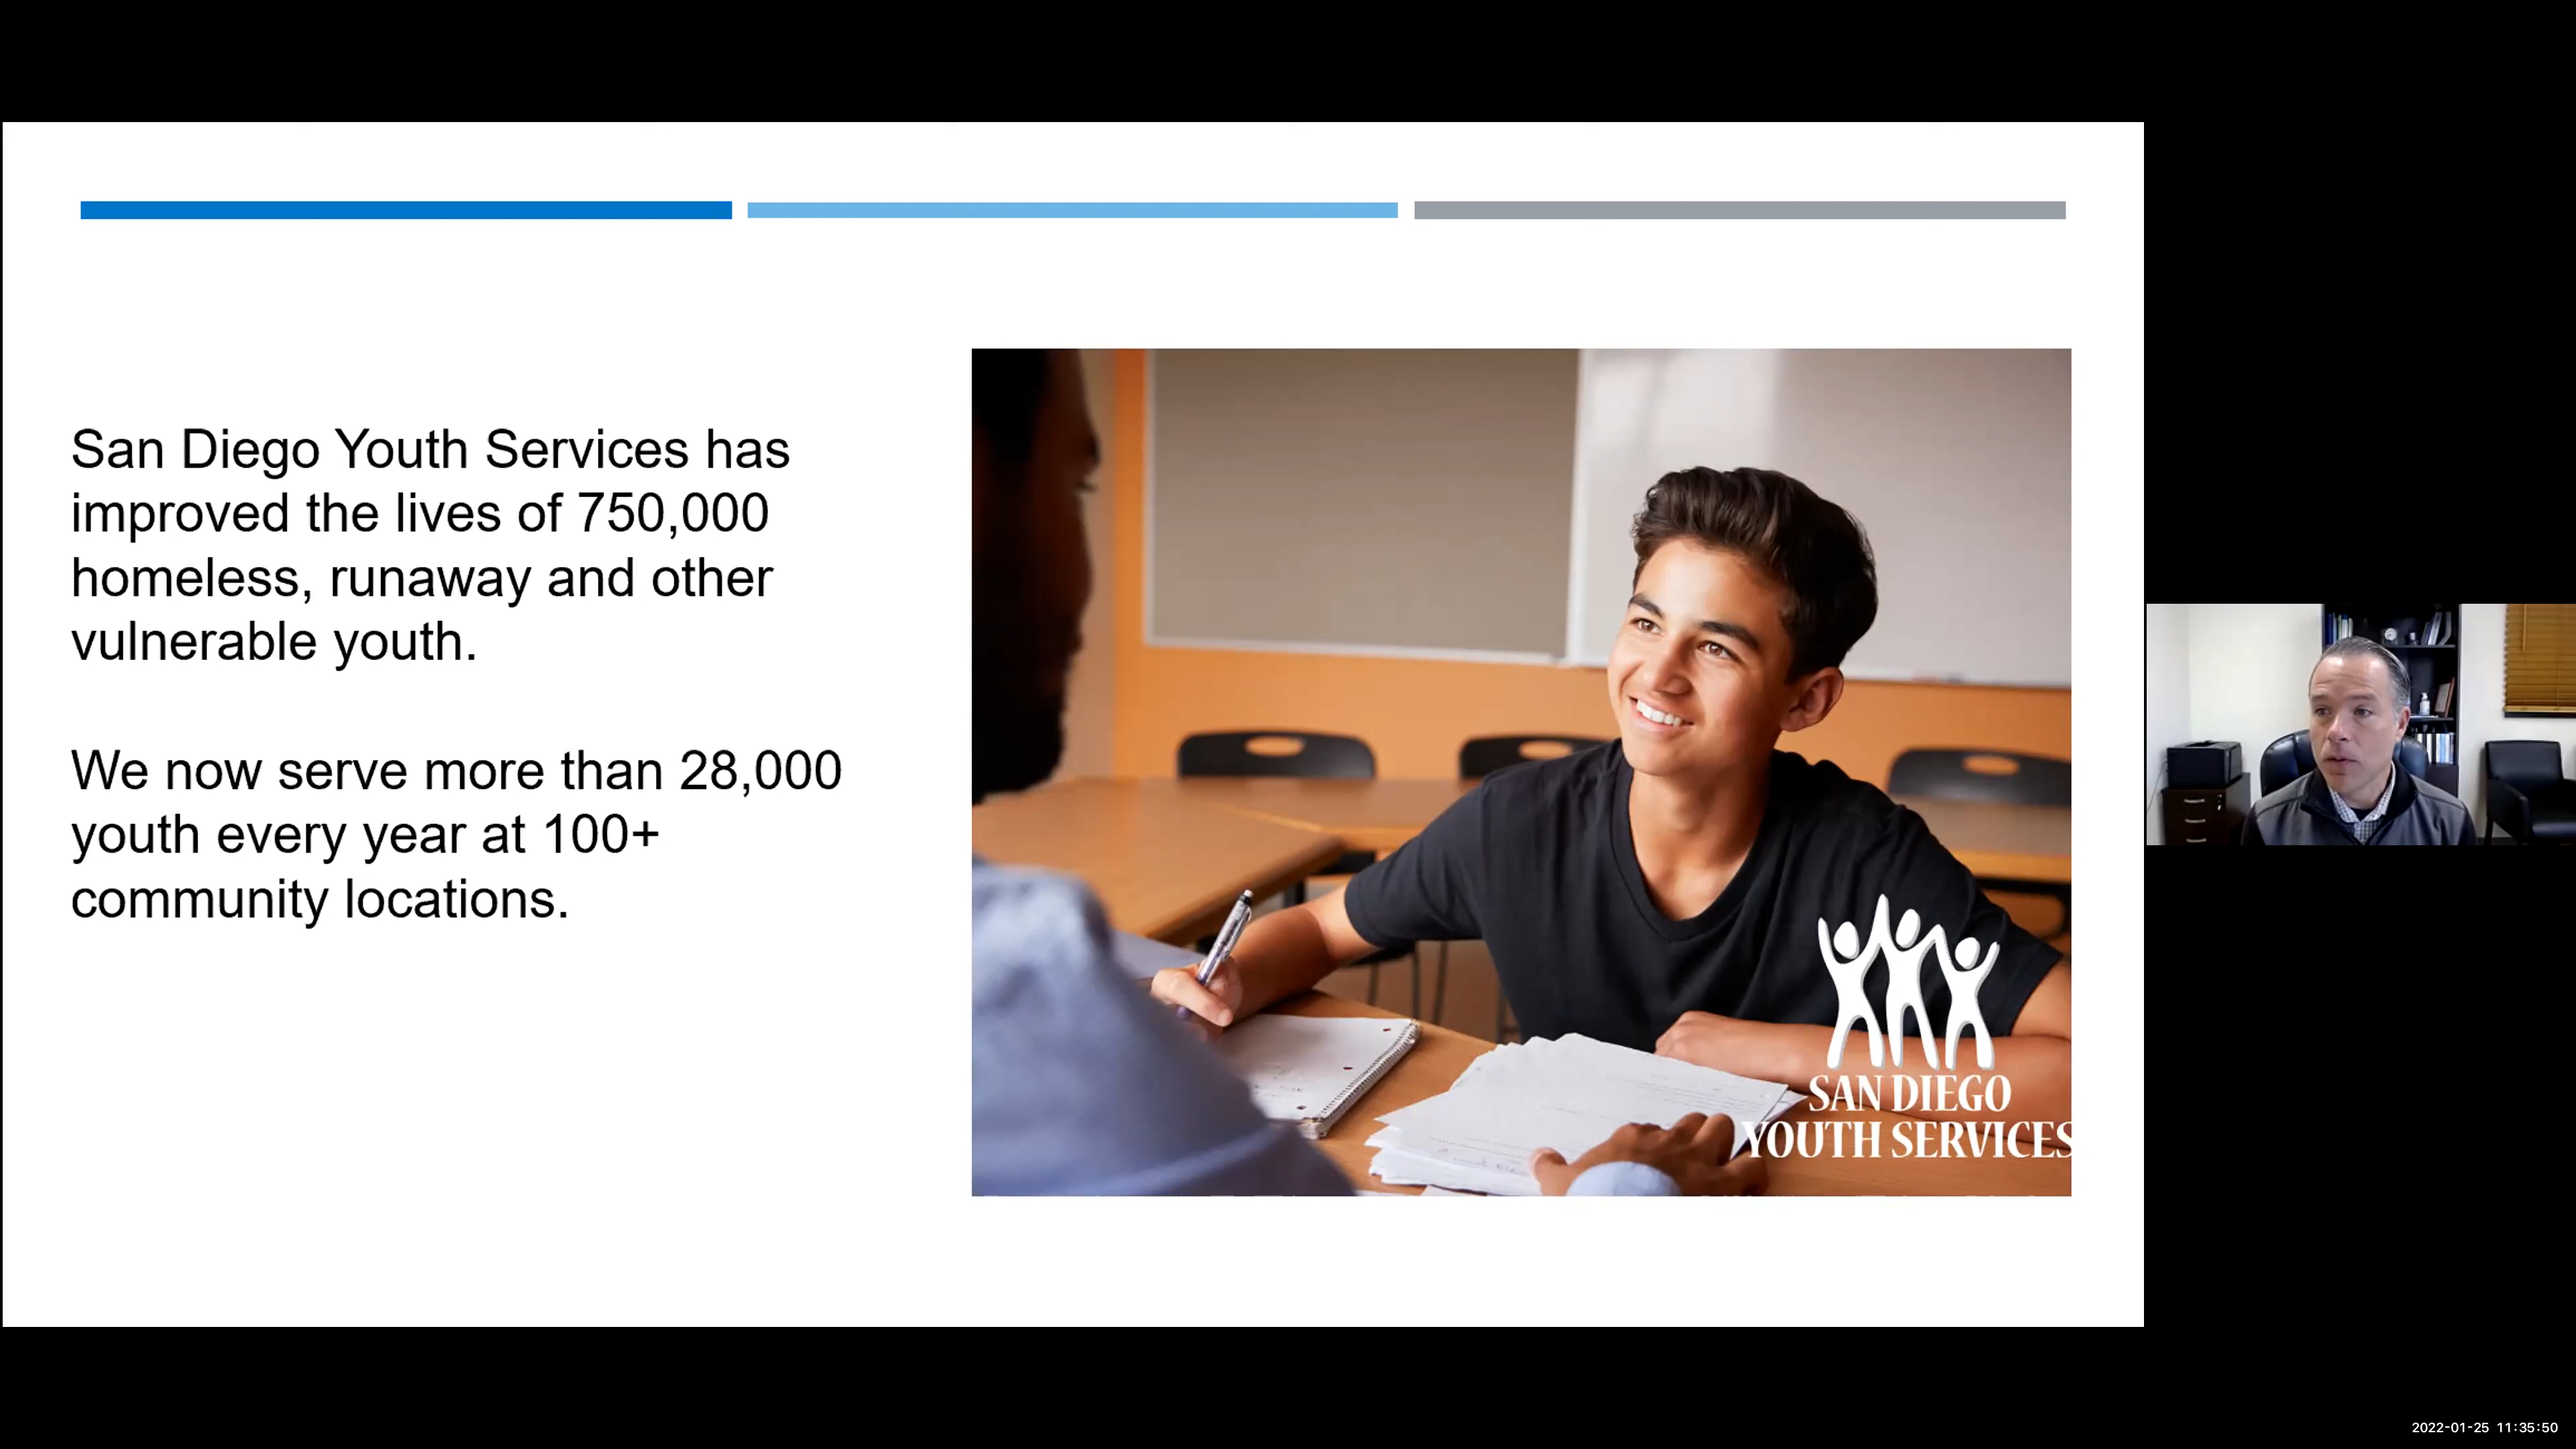 San Diego Youth Services has
improved the lives of 750,000
homeless, runaway and other
vulnerable youth.
We now serve more than 28,000
youth every year at 100+
community locations.
SAN DIEGO
YOUTH SERVICES
2022-01-25 11:35:50